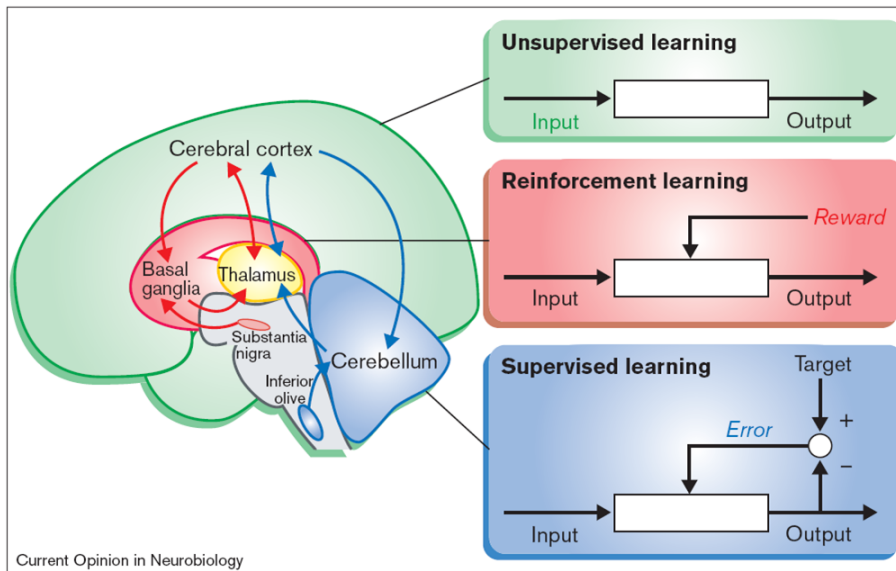 Unsupervised learning
Input
Output
Cerebral cortex
Reinforcement learning
Reward
Input
Output
Basal
ganglia
Thalamus
Substantia
nigra
Cerebellum
Inferior
olive
Supervised learning
Target
Error
+
−
Input
Output
Current Opinion in Neurobiology